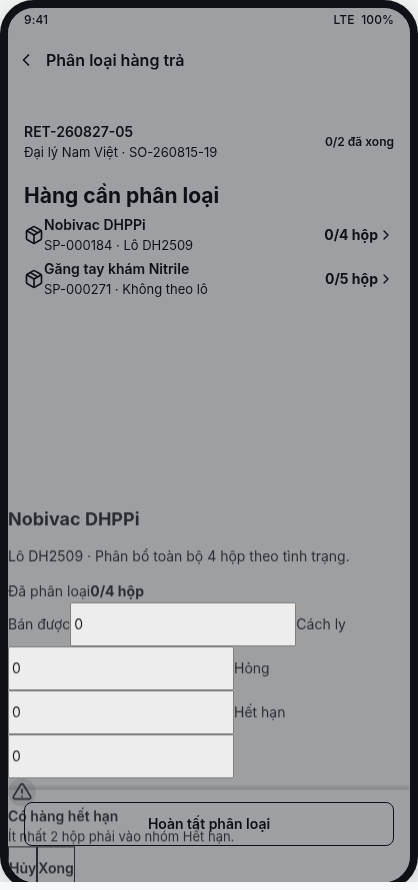 9:41
LTE 100%
Phân loại hàng trả
RET-260827-05
Đại lý Nam Việt · SO-260815-19
0/2 đã xong
Hàng cần phân loại
Nobivac DHPPi
SP-000184 · Lô DH2509
0/4 hộp
Găng tay khám Nitrile
SP-000271 · Không theo lô
0/5 hộp
Nobivac DHPPi
Lô DH2509 · Phân bổ toàn bộ 4 hộp theo tình trạng.
Đã phân loại0/4 hộp
Bán được 0 Cách ly
0 Hỏng
0 Hết hạn
0
Có hàng hết hạn
Hoàn tất phân loại
Ít nhất 2 hộp phải vào nhóm Hết hạn.
Hủy Xong